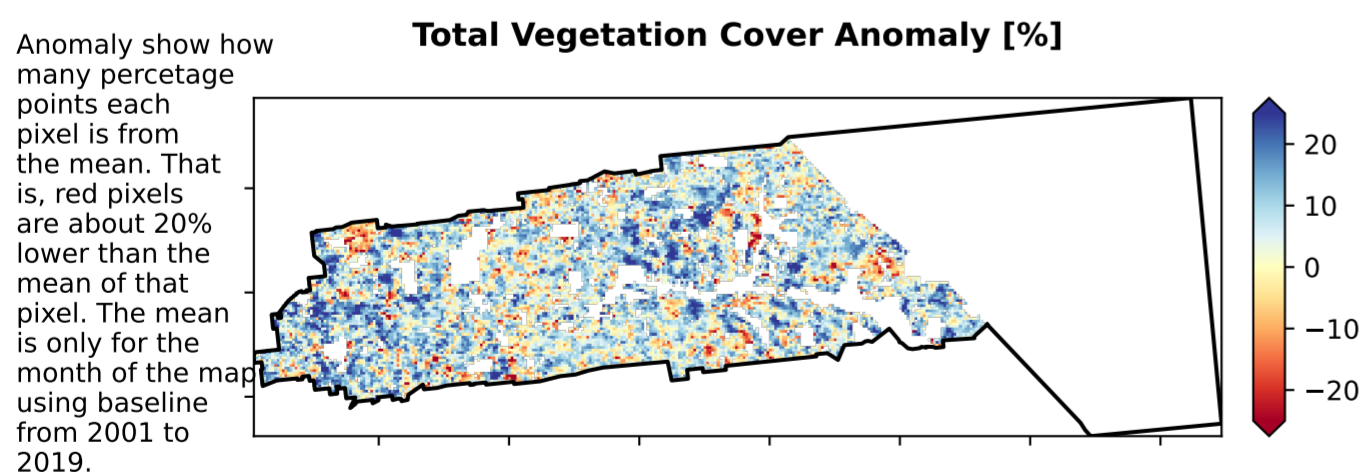 Total Vegetation Cover Anomaly [%]
Anomaly show how
many percetage
points each
pixel is from
the mean. That
is, red pixels
are about 20%
lower than the
mean of that
pixel. The mean
is only for the
month of the map
using baseline
from 2001 to
2019.
20
10
0
−10
−20